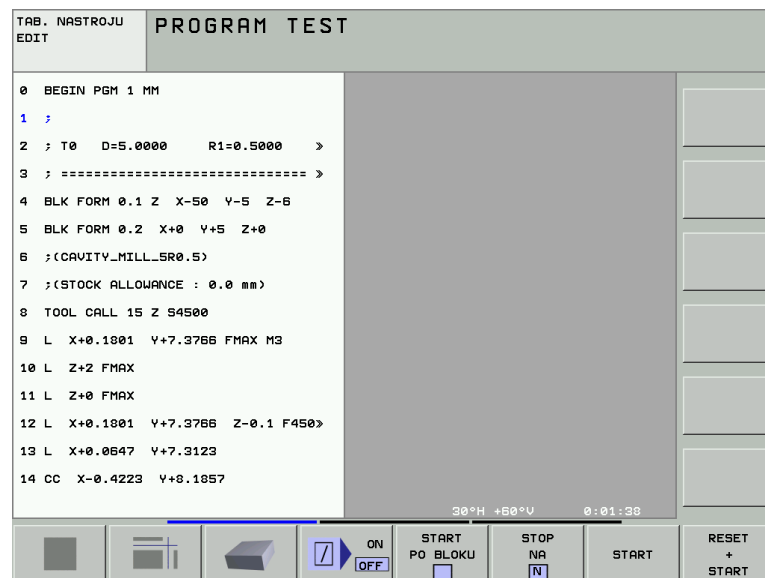 TAB. NASTROJU
EDIT
PROGRAM TEST
0 BEGIN PGM 1 MM
1 ;
2 ; T0 D=5.0000 R1=0.5000 »
3 ; ============================== »
4 BLK FORM 0.1 Z X-50 Y-5 Z-6
5 BLK FORM 0.2 X+0 Y+5 Z+0
6 ;(CAVITY_MILL_5R0.5)
7 ;(STOCK ALLOWANCE : 0.0 mm)
8 TOOL CALL 15 Z S4500
9 L X+0.1801 Y+7.3766 FMAX M3
10 L Z+2 FMAX
11 L Z+0 FMAX
12 L X+0.1801 Y+7.3766 Z-0.1 F450»
13 L X+0.0647 Y+7.3123
14 CC X-0.4223 Y+8.1857
30°H +60°V 0:01:38
/ ON
OFF
START
PO BLOKU
STOP
NA
N
START
RESET
+
START